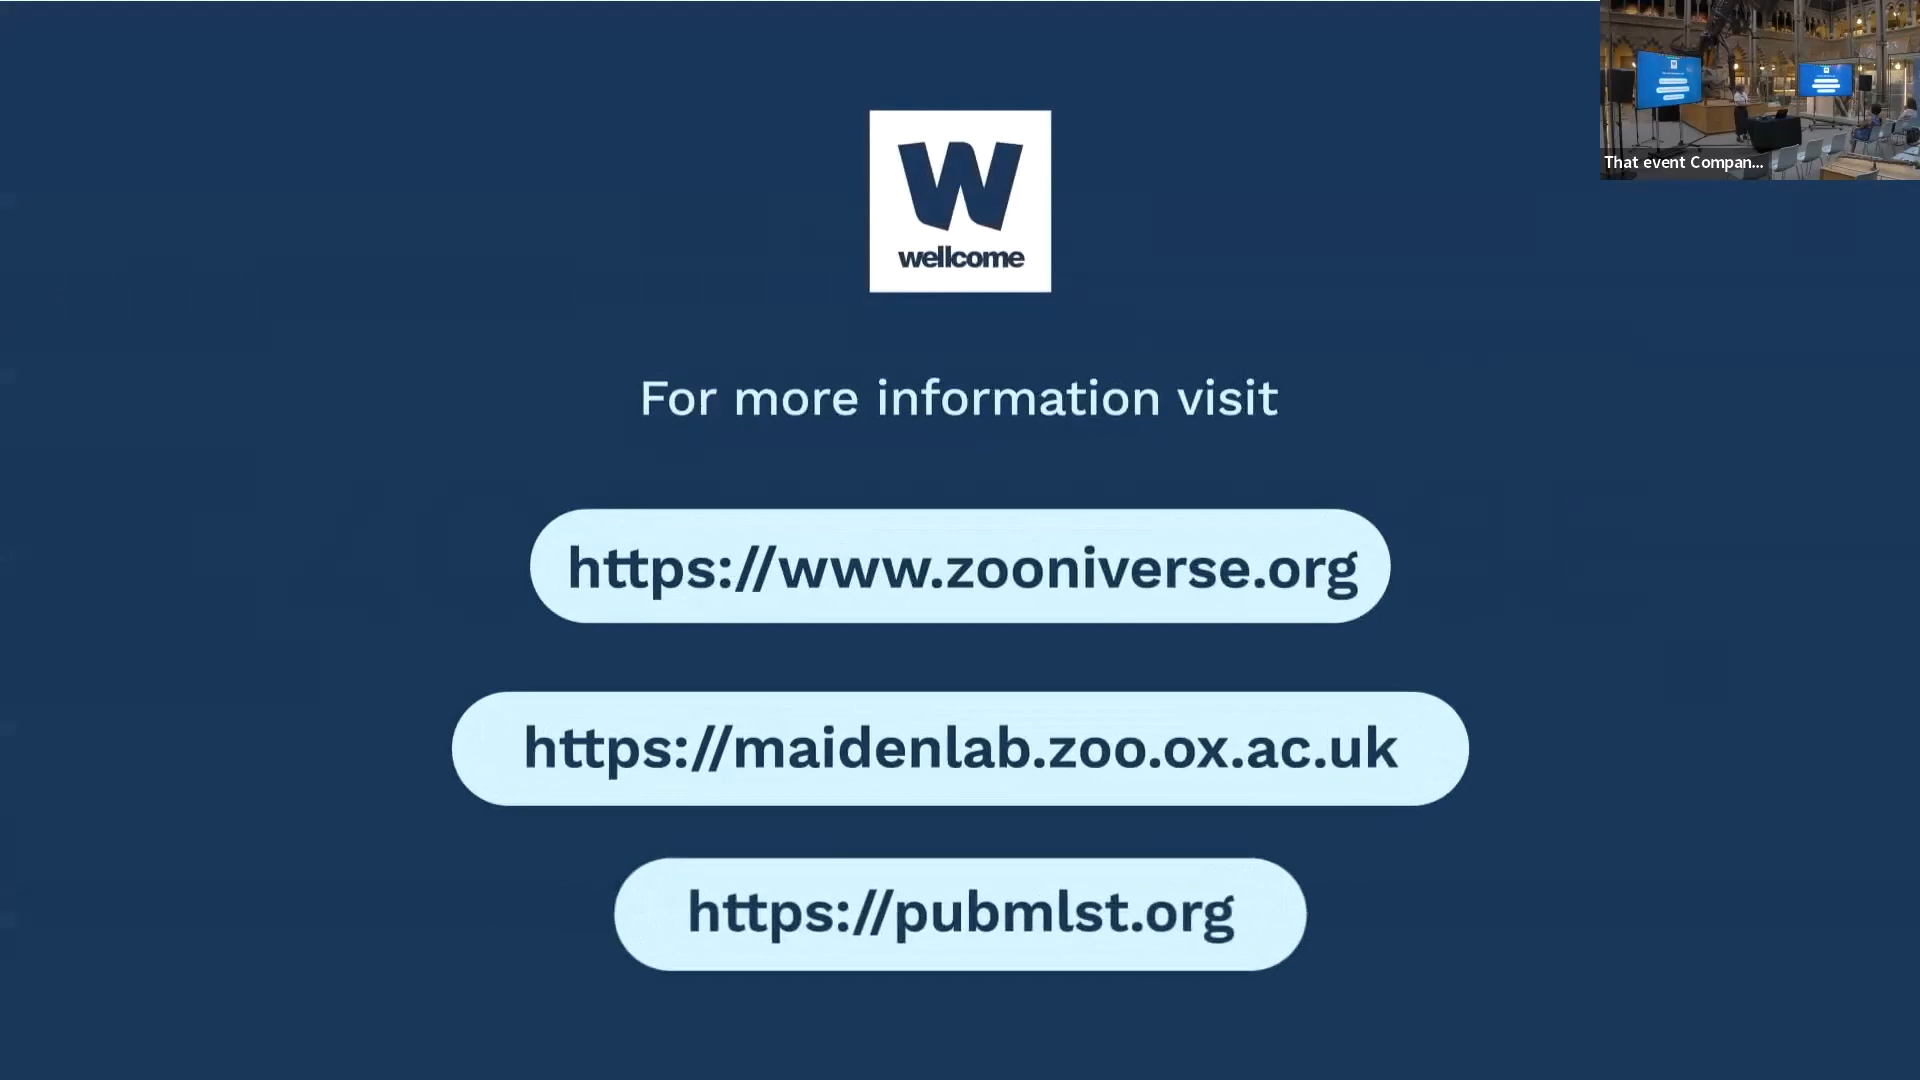 That event Compan...
W
wellcome
For more information visit
https://www.zooniverse.org
https://maidenlab.zoo.ox.ac.uk
https://pubmlst.org